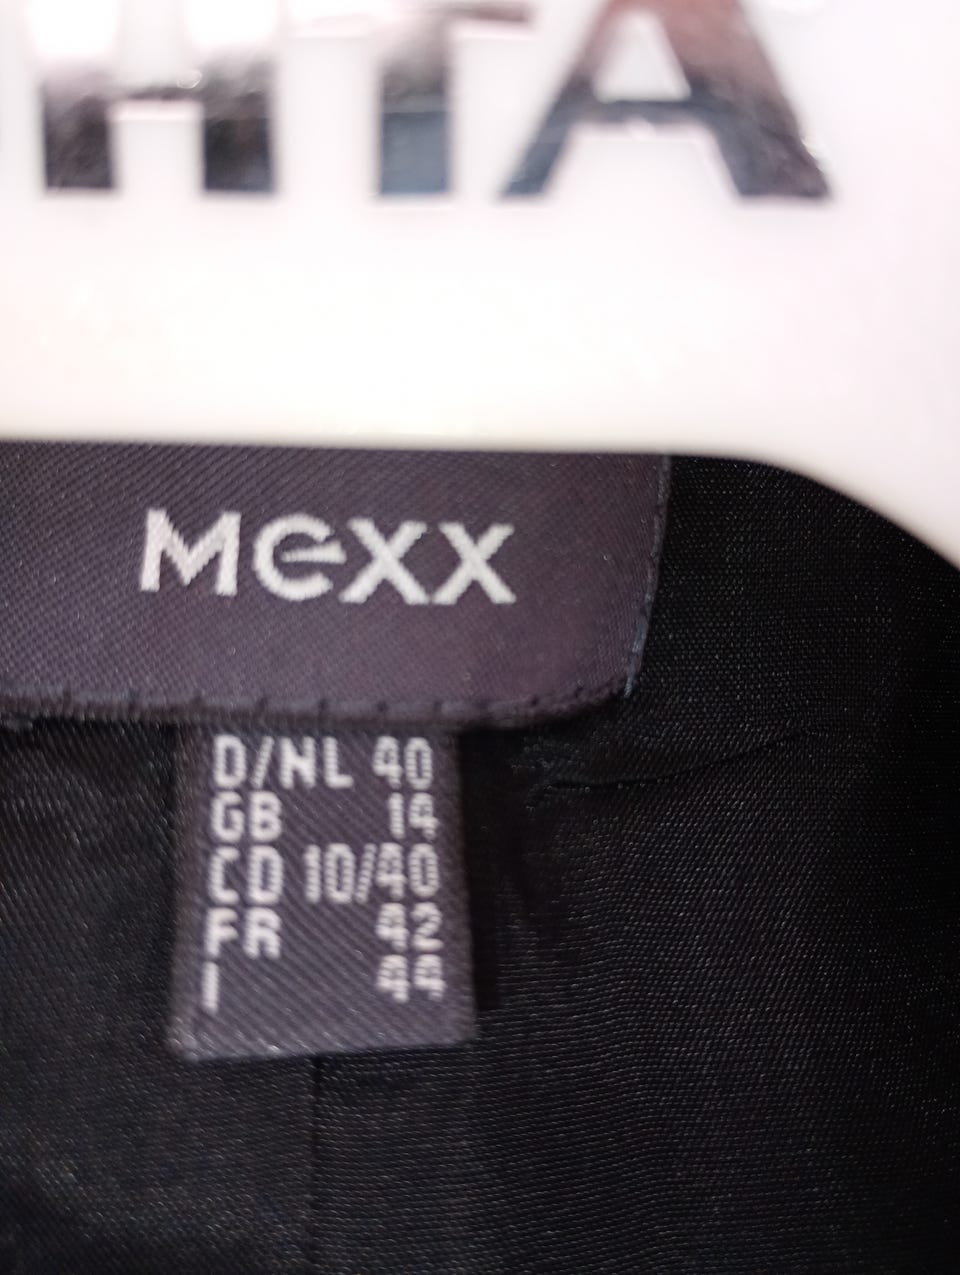 HTA
Mexx
D/NL 40
GB 14
CD 10/40
FR 42
I 44